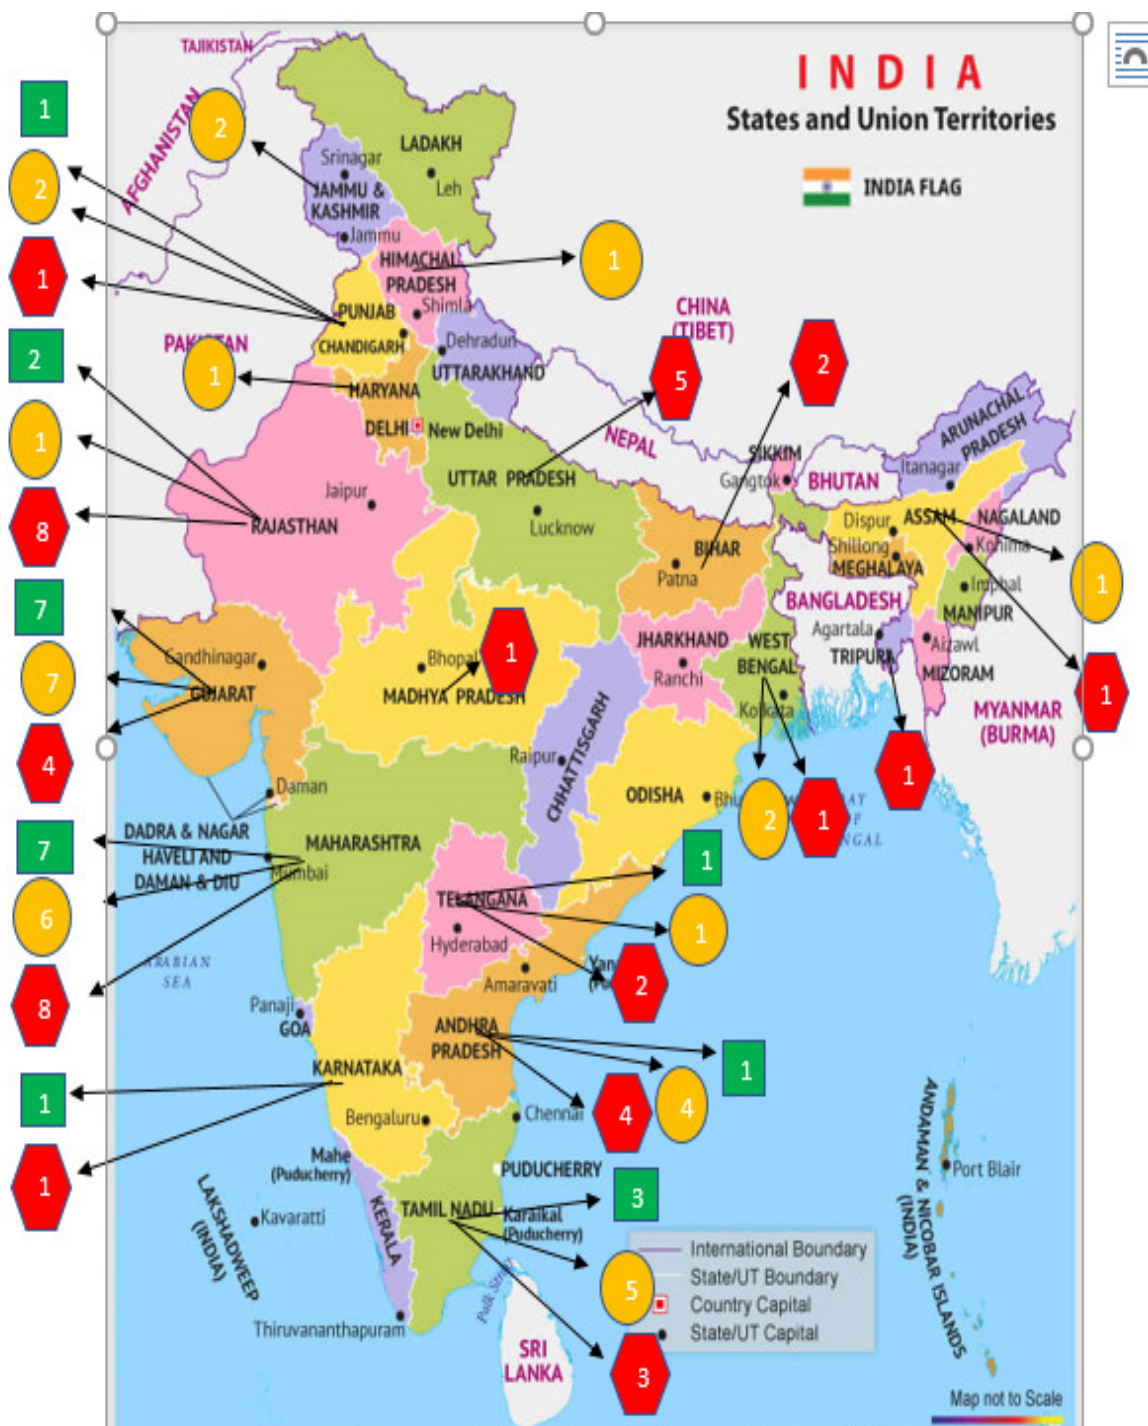 INDIA
States and Union Territories
INDIA FLAG
TAJIKISTAN
AFGHANISTAN
1
2
2
1
LADAKH
Srinagar
Leh
JAMMU &
KASHMIR
Jammu
HIMACHAL
PRADESH
Shimla
1
CHINA
(TIBET)
PUNJAB
CHANDIGARH
Dehradun
UTTARAKHAND
2
1
5
2
HARYANA
DELHI
New Delhi
NEPAL
SIKKIM
Gangtok
BHUTAN
ARUNACHAL
PRADESH
Itanagar
1
8
Jaipur
RAJASTHAN
UTTAR PRADESH
Lucknow
BIHAR
Patna
Dispur
ASSAM
NAGALAND
Shillong
Kohima
MEGHALAYA
Imphal
MANIPUR
1
7
BANGLADESH
Agartala
TRIPURA
Aizawl
MIZORAM
1
MYANMAR
(BURMA)
7
4
Gandhinagar
GUJARAT
Bhopal
1
MADHYA PRADESH
JHARKHAND
Ranchi
WEST
BENGAL
Kolkata
1
2
1
Raipur
CHHATTISGARH
ODISHA
Daman
DADRA & NAGAR
HAVELI AND
DAMAN & DIU
7
6
8
MAHARASHTRA
Mumbai
1
TELANGANA
1
Hyderabad
2
Amaravati
ARABIAN
SEA
Panaji
GOA
ANDHRA
PRADESH
1
4
4
KARNATAKA
1
1
Bengaluru
Chennai
Mahe
(Puducherry)
PUDUCHERRY
3
TAMIL NADU
Karaikal
(Puducherry)
KERALA
LAKSHADWEEP
(INDIA)
Kavaratti
Thiruvananthapuram
5
3
SRI
LANKA
International Boundary
State/UT Boundary
Country Capital
State/UT Capital
ANDAMAN & NICOBAR ISLANDS
(INDIA)
Port Blair
Map not to Scale